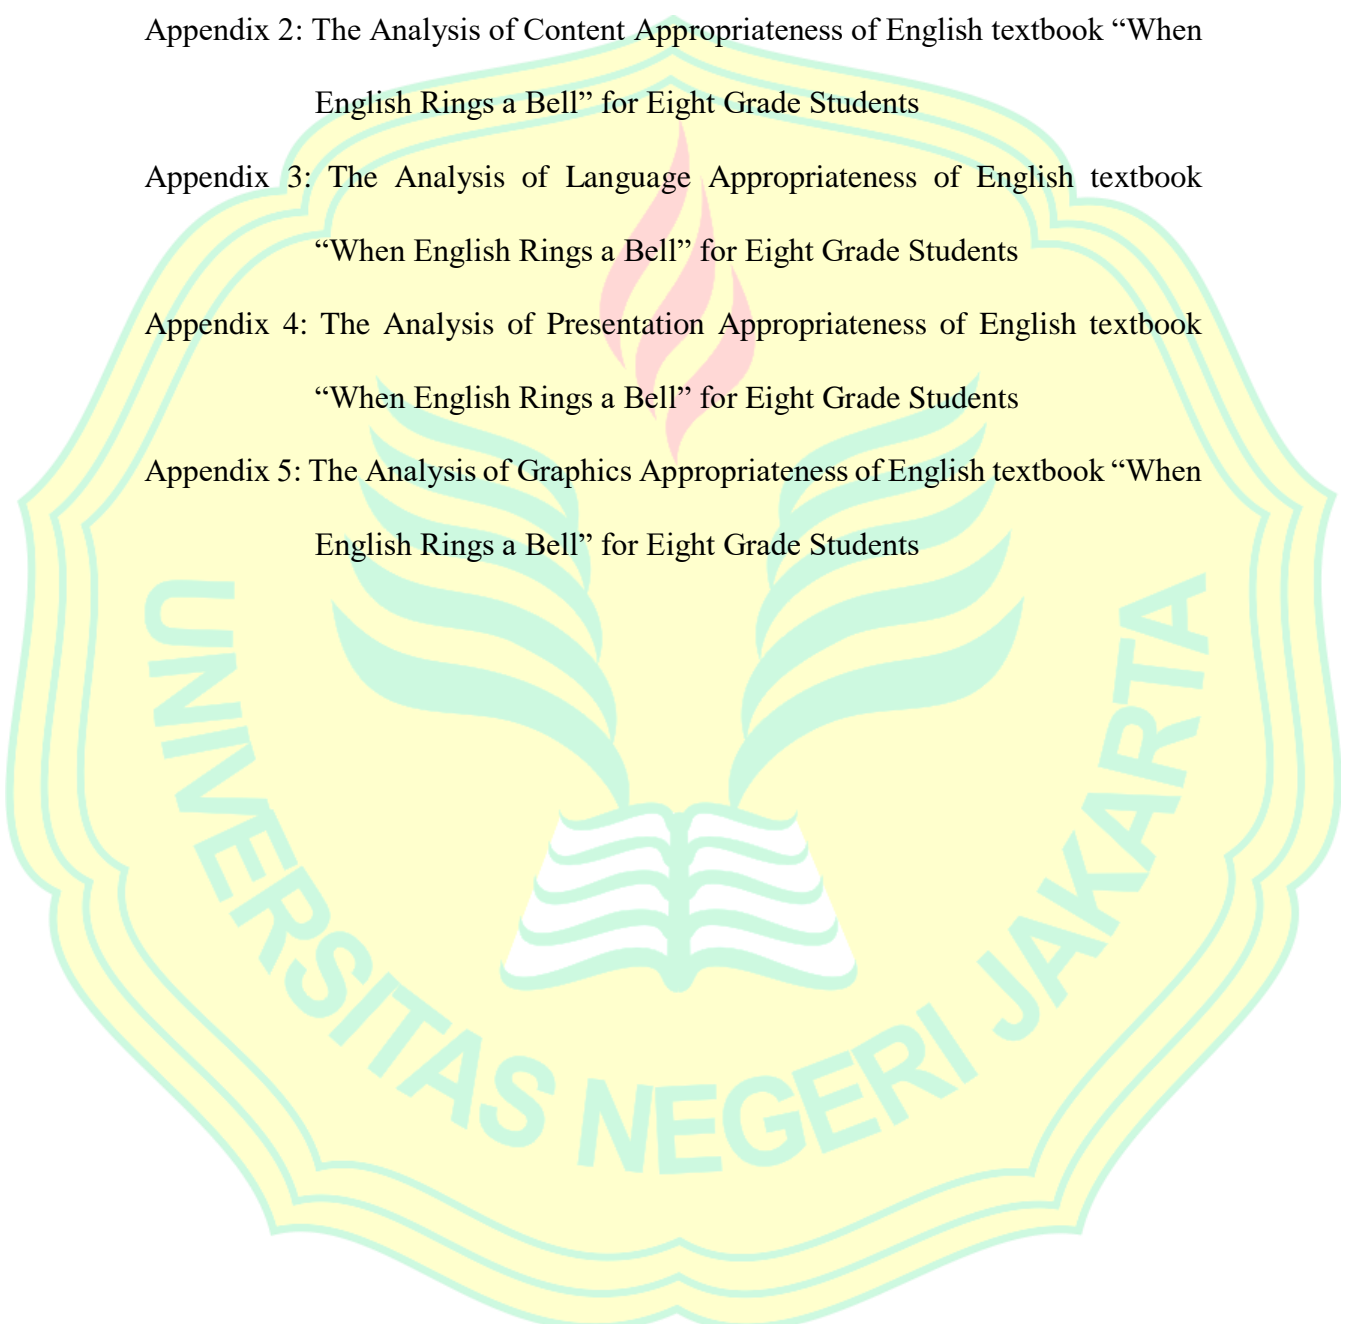 Appendix 2: The Analysis of Content Appropriateness of English textbook “When
English Rings a Bell” for Eight Grade Students
Appendix 3: The Analysis of Language Appropriateness of English textbook
“When English Rings a Bell” for Eight Grade Students
Appendix 4: The Analysis of Presentation Appropriateness of English textbook
“When English Rings a Bell” for Eight Grade Students
Appendix 5: The Analysis of Graphics Appropriateness of English textbook “When
English Rings a Bell” for Eight Grade Students
UNIVERSITAS NEGERI JAKARTA